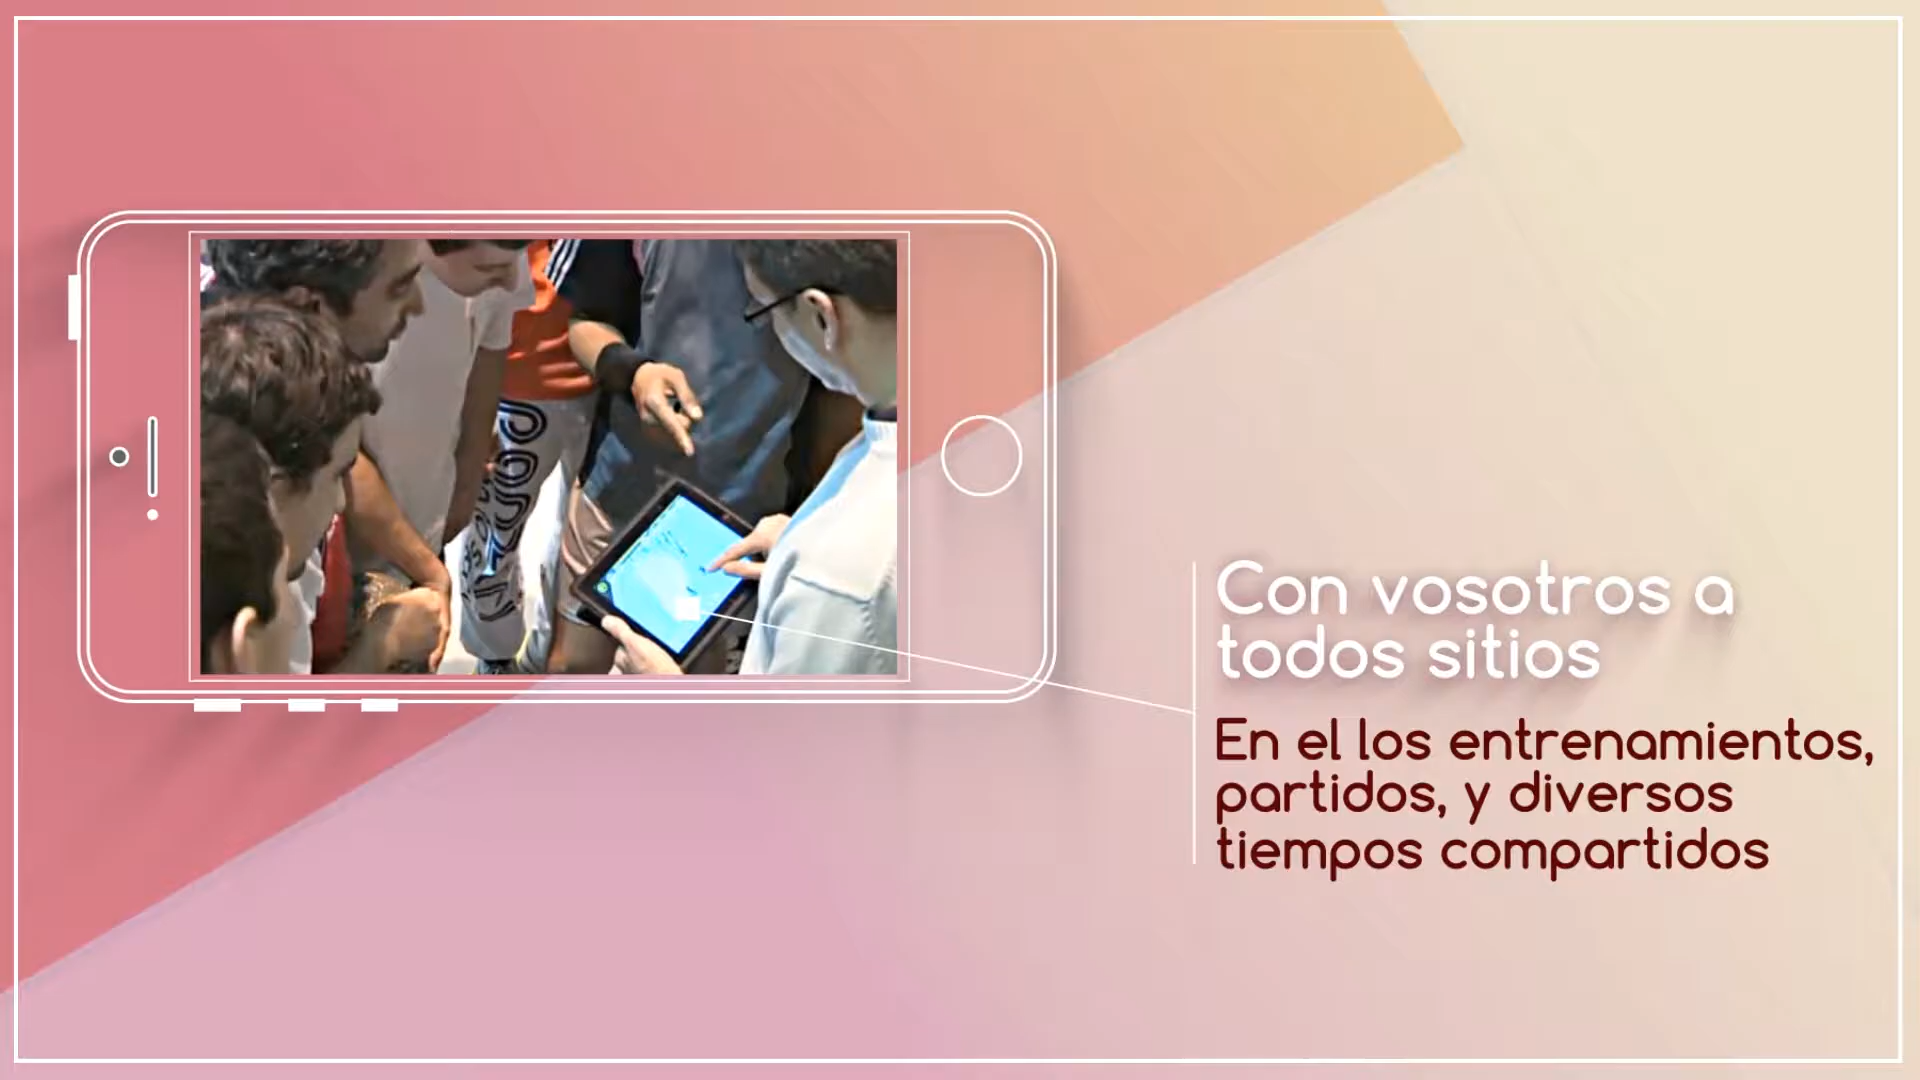 Con vosotros a
todos sitios
En el los entrenamientos,
partidos, y diversos
tiempos compartidos